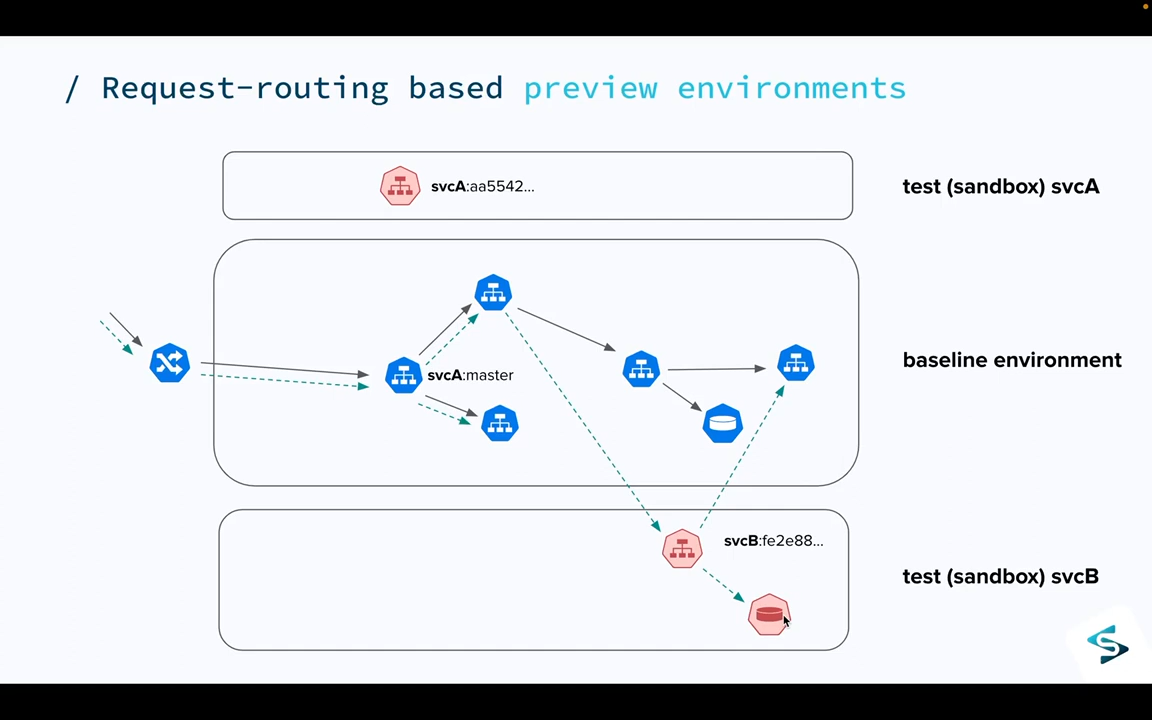 / Request-routing based preview environments
svcA:aa5542...
test (sandbox) svcA
baseline environment
svcA:master
svcB:fe2e88...
test (sandbox) svcB